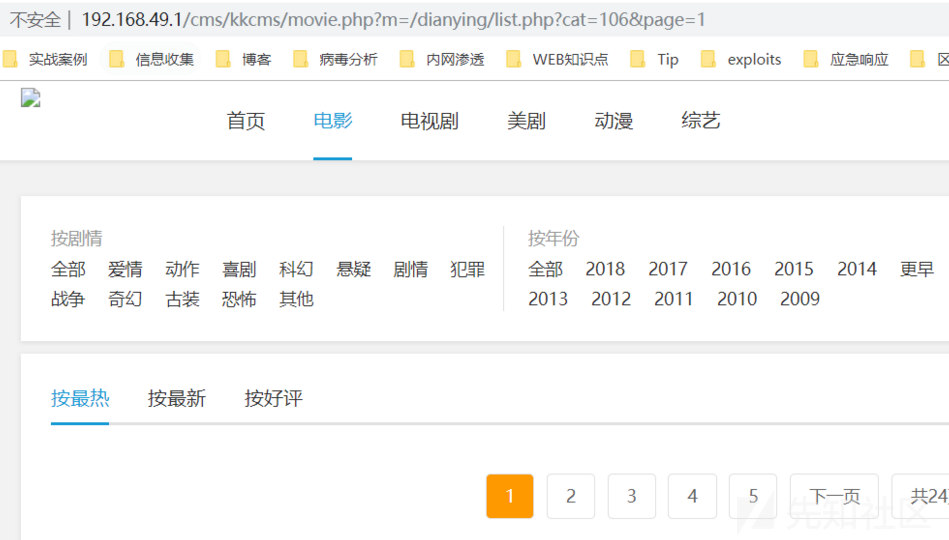 不安全 | 192.168.49.1/cms/kkcms/movie.php?m=/dianying/list.php?cat=106&page=1
实战案例 信息收集 博客 病毒分析 内网渗透 WEB知识点 Tip exploits 应急响应
首页 电影 电视剧 美剧 动漫 综艺
按剧情 按年份
全部 爱情 动作 喜剧 科幻 悬疑 剧情 犯罪 全部 2018 2017 2016 2015 2014 更早
战争 奇幻 古装 恐怖 其他 2013 2012 2011 2010 2009
按最热 按最新 按好评
1 2 3 4 5 下一页 共24
先知社区